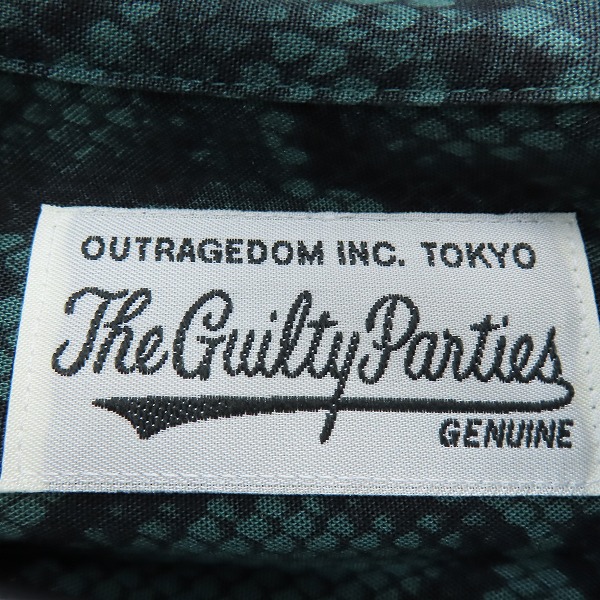 OUTRAGEDOM INC. TOKYO
The Guilty Parties
GENUINE